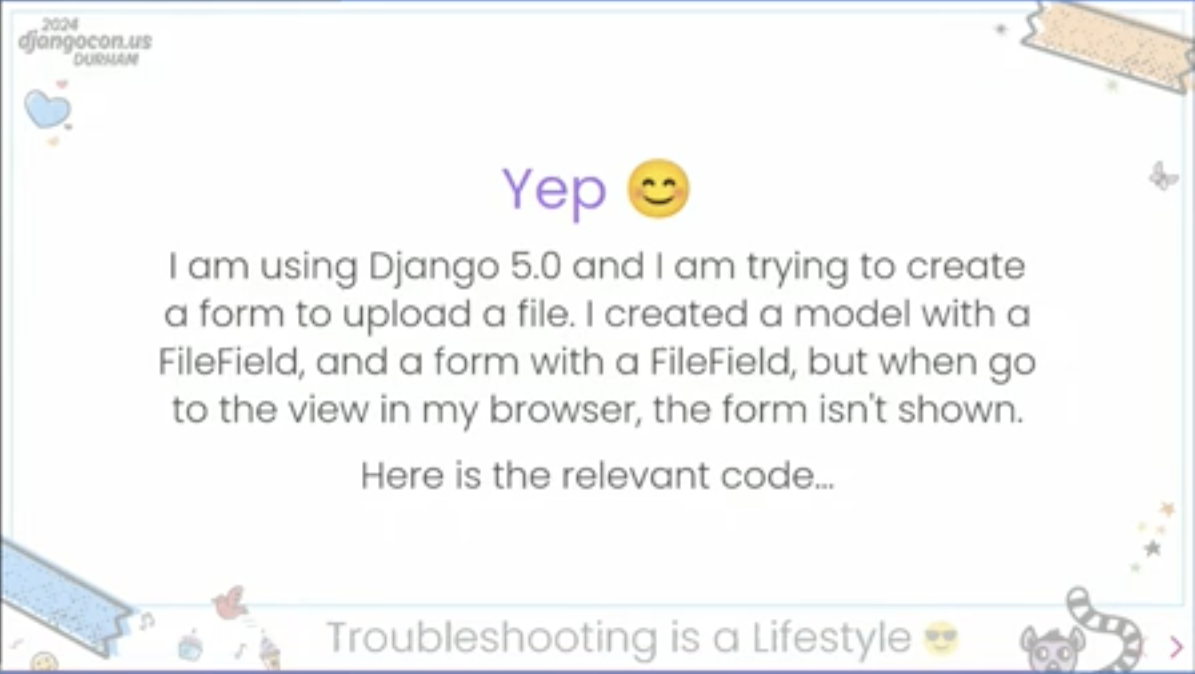 2024
djangocon.us
DURHAM
Yep 😊
I am using Django 5.0 and I am trying to create
a form to upload a file. I created a model with a
FileField, and a form with a FileField, but when go
to the view in my browser, the form isn't shown.
Here is the relevant code...
Troubleshooting is a Lifestyle 😎